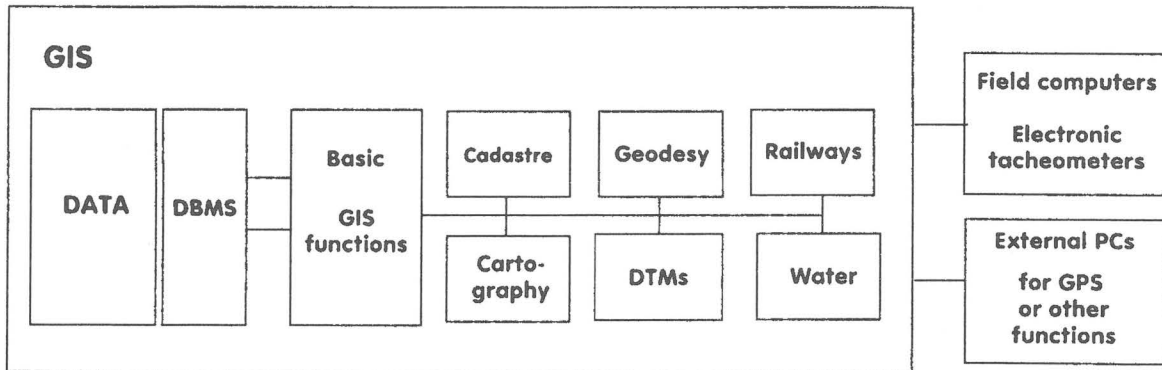 GIS
DATA
DBMS
Basic
GIS
functions
Cadastre
Geodesy
Railways
Carto-
graphy
DTMs
Water
Field computers
Electronic
tacheometers
External PCs
for GPS
or other
functions